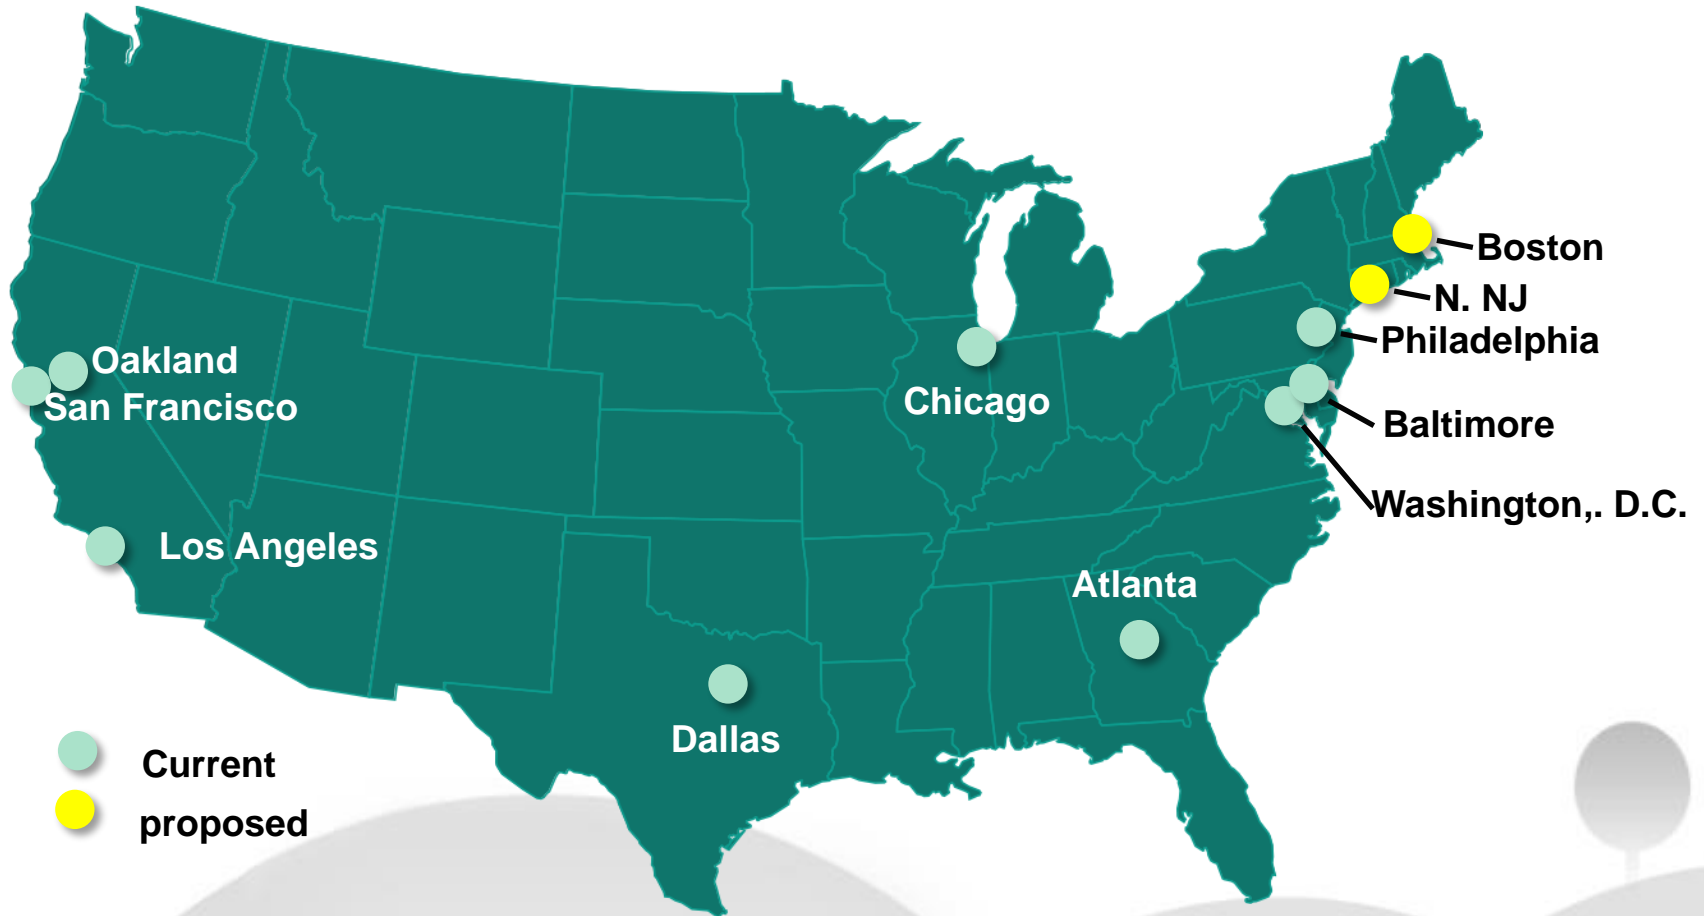 Boston
N. NJ
Philadelphia
Oakland
San Francisco
Chicago
Baltimore
Washington,. D.C.
Los Angeles
Atlanta
Dallas
Current
proposed